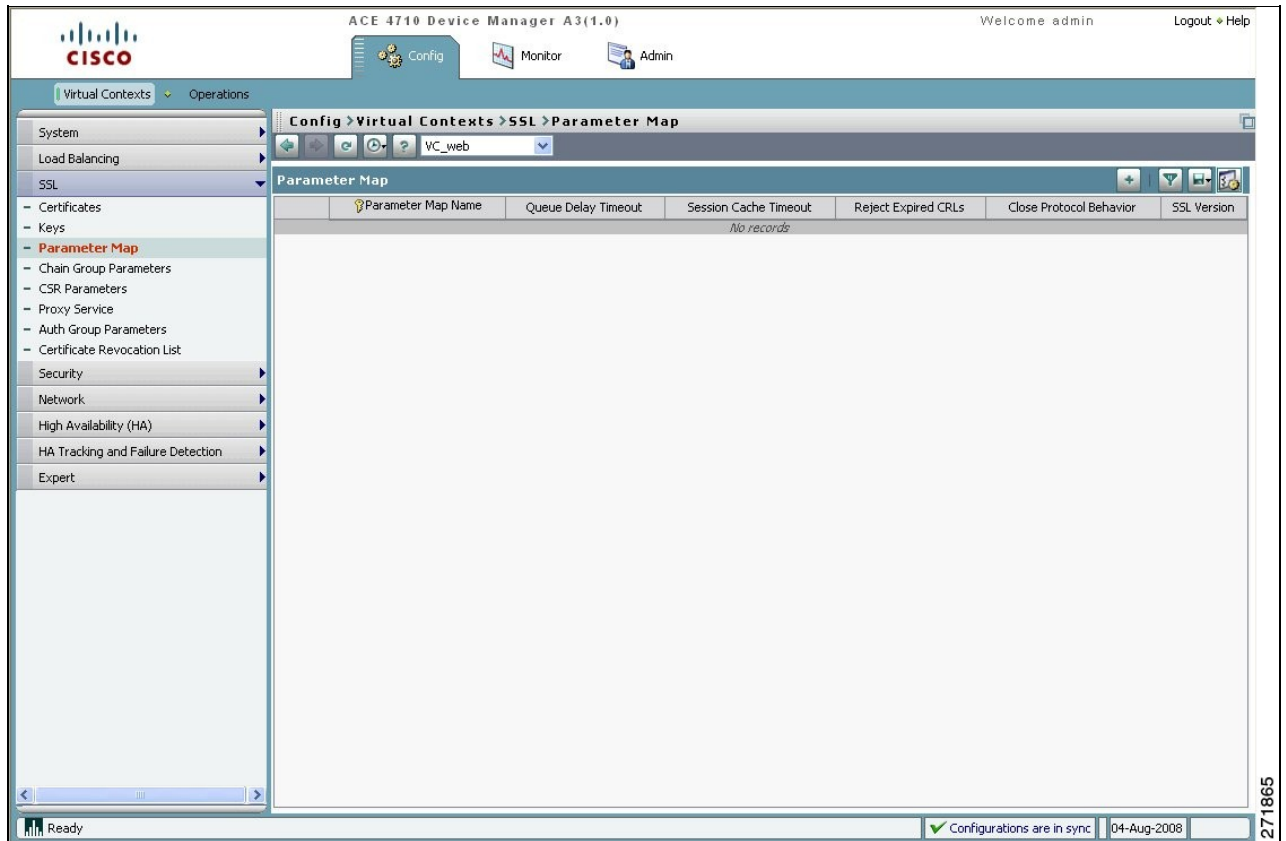 ACE 4710 Device Manager A3(1.0)
Welcome admin
Logout Help
CISCO
Config
Monitor
Admin
Virtual Contexts
Operations
Config > Virtual Contexts > SSL > Parameter Map
VC_web
System
Load Balancing
SSL
Certificates
Keys
Parameter Map
Chain Group Parameters
CSR Parameters
Proxy Service
Auth Group Parameters
Certificate Revocation List
Security
Network
High Availability (HA)
HA Tracking and Failure Detection
Expert
Parameter Map
Parameter Map Name Queue Delay Timeout Session Cache Timeout Reject Expired CRLs Close Protocol Behavior SSL Version
No records
Ready
Configurations are in sync
04-Aug-2008
271865